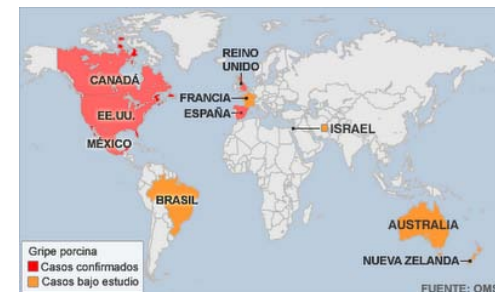 REINO
UNIDO
CANADÁ
FRANCIA
EE.UU.
ESPAÑA
ISRAEL
MÉXICO
BRASIL
AUSTRALIA
NUEVA ZELANDA
Gripe porcina
Casos confirmados
Casos bajo estudio
FUENTE: OMS